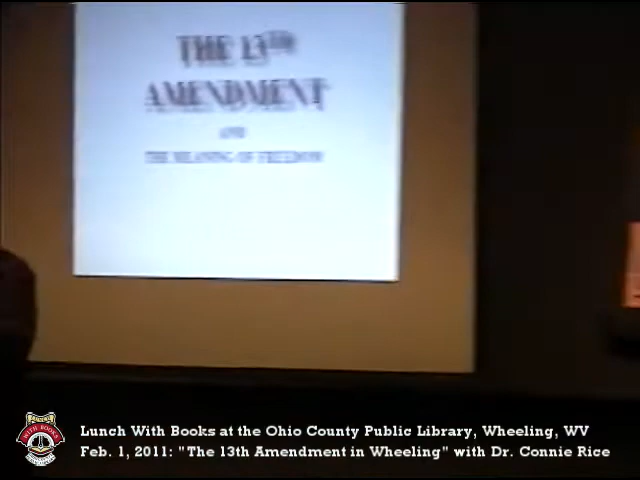 THE 13TH
AMENDMENT
AND
THE MEANING OF FREEDOM
Lunch With Books at the Ohio County Public Library, Wheeling, WV
Feb. 1, 2011: "The 13th Amendment in Wheeling" with Dr. Connie Rice